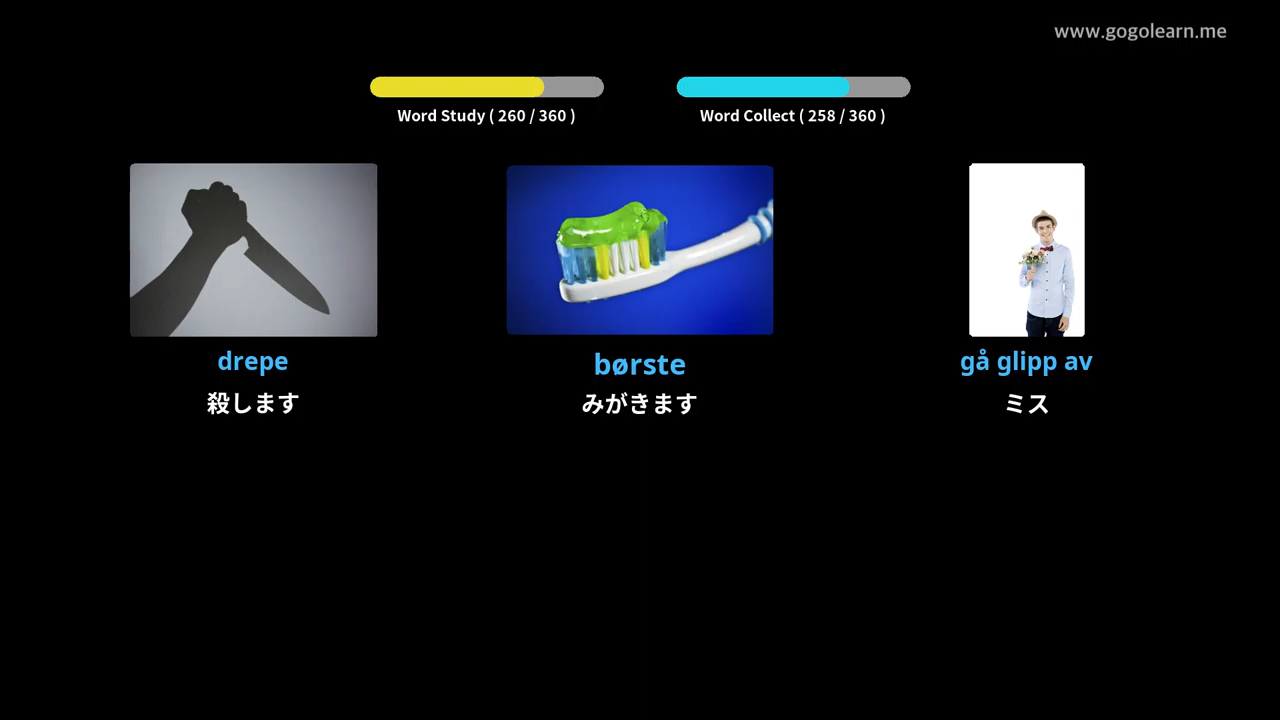 www.gogolearn.me
Word Study ( 260 / 360 )
Word Collect ( 258 / 360 )
drepe
børste
gå glipp av
殺します
みがきます
ミス